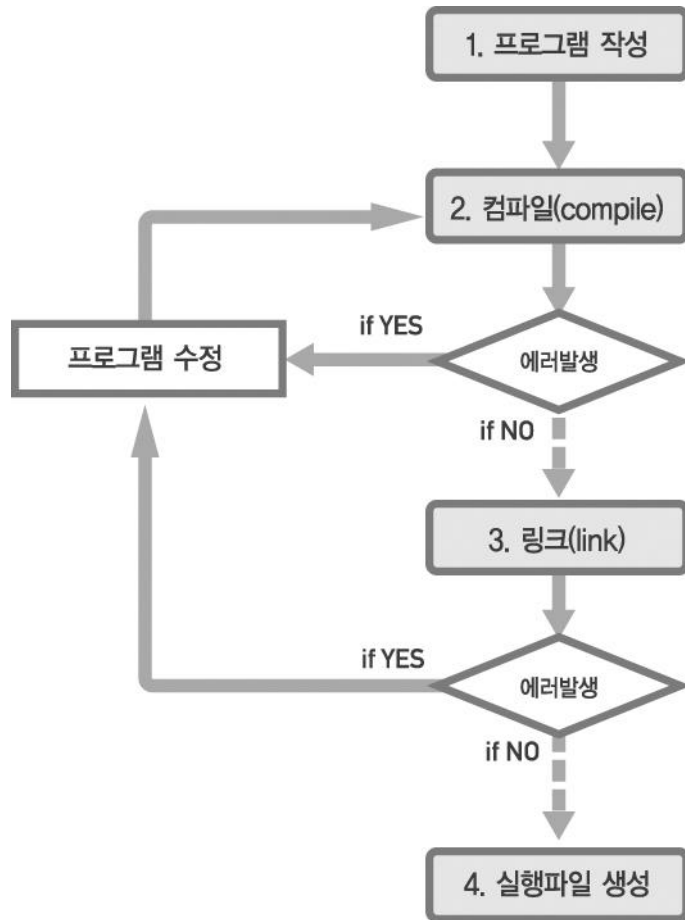 1. 프로그램 작성
2. 컴파일(compile)
if YES
프로그램 수정
에러발생
if NO
3. 링크(link)
if YES
에러발생
if NO
4. 실행파일 생성